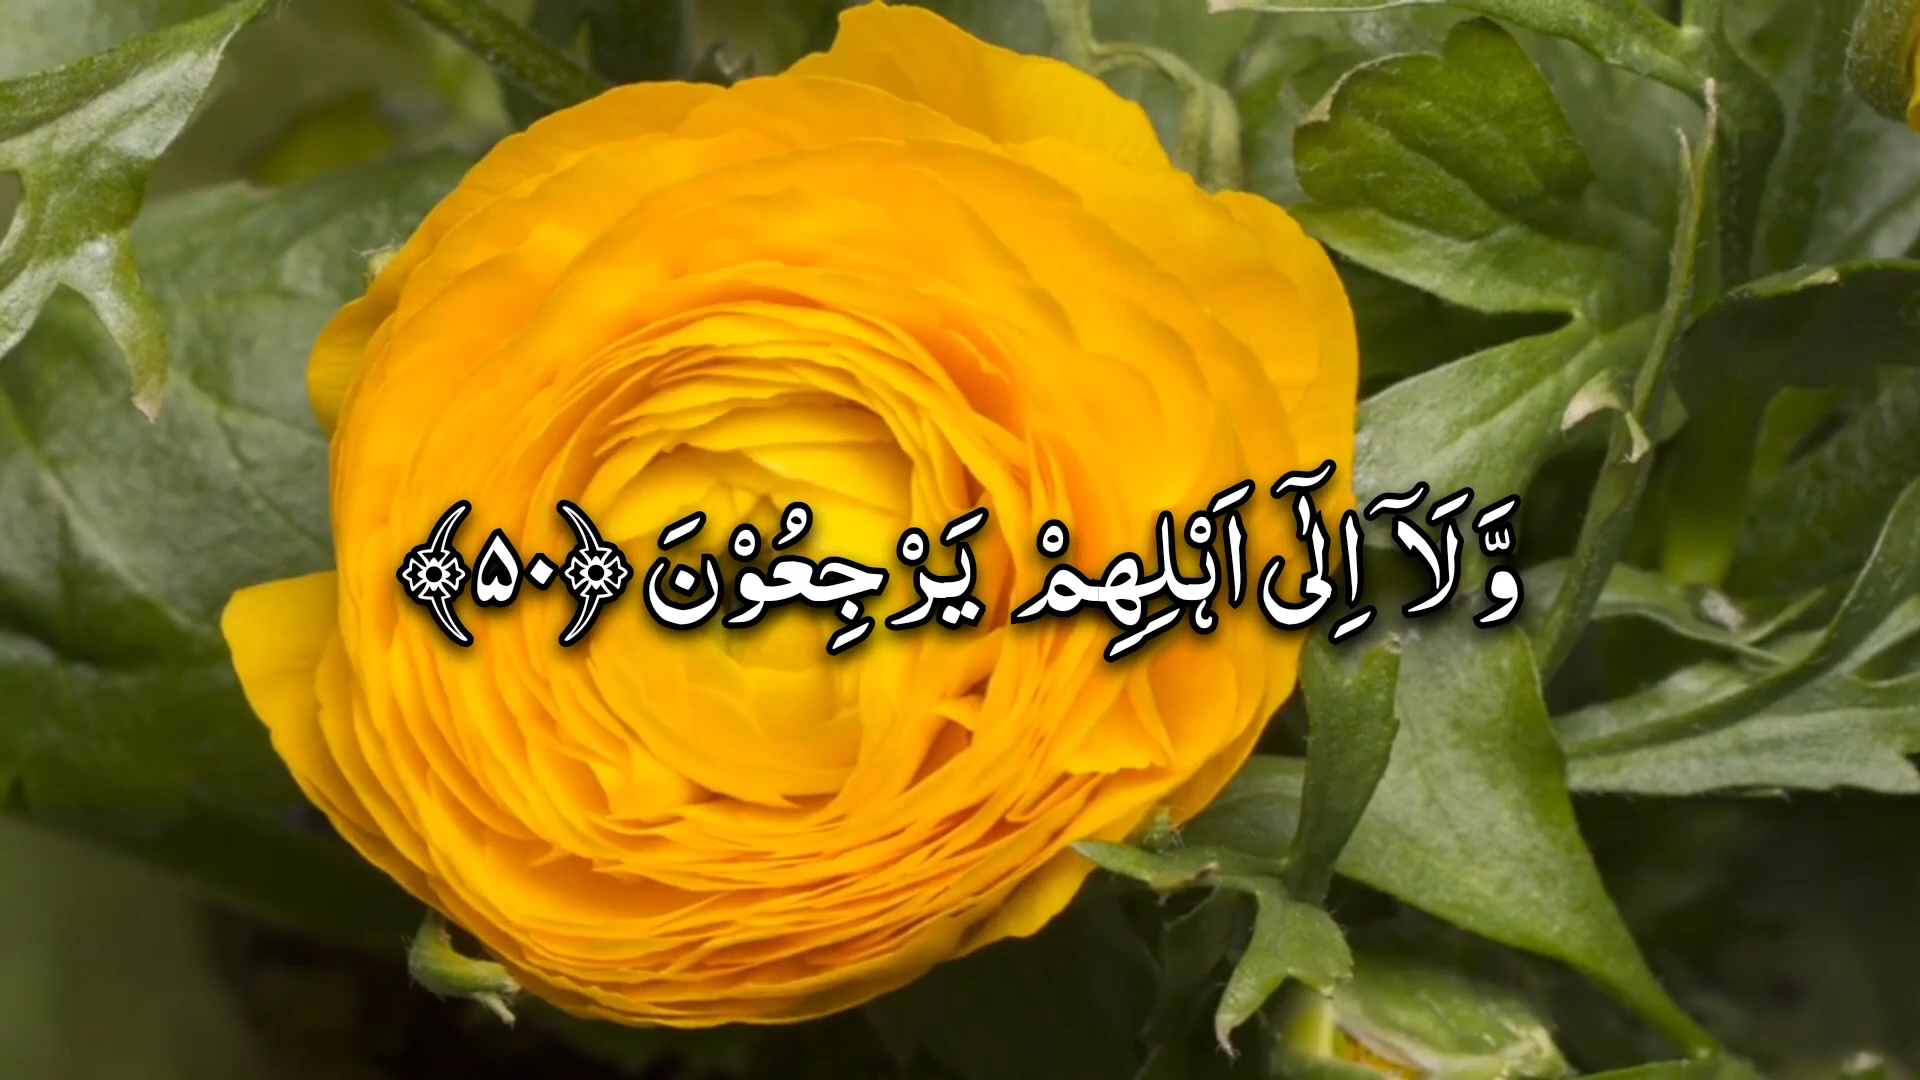 وَّ لَاۤ اِلٰۤى اَہْلِهِمْ یَرْجِعُوْنَ ﴿۵۰﴾